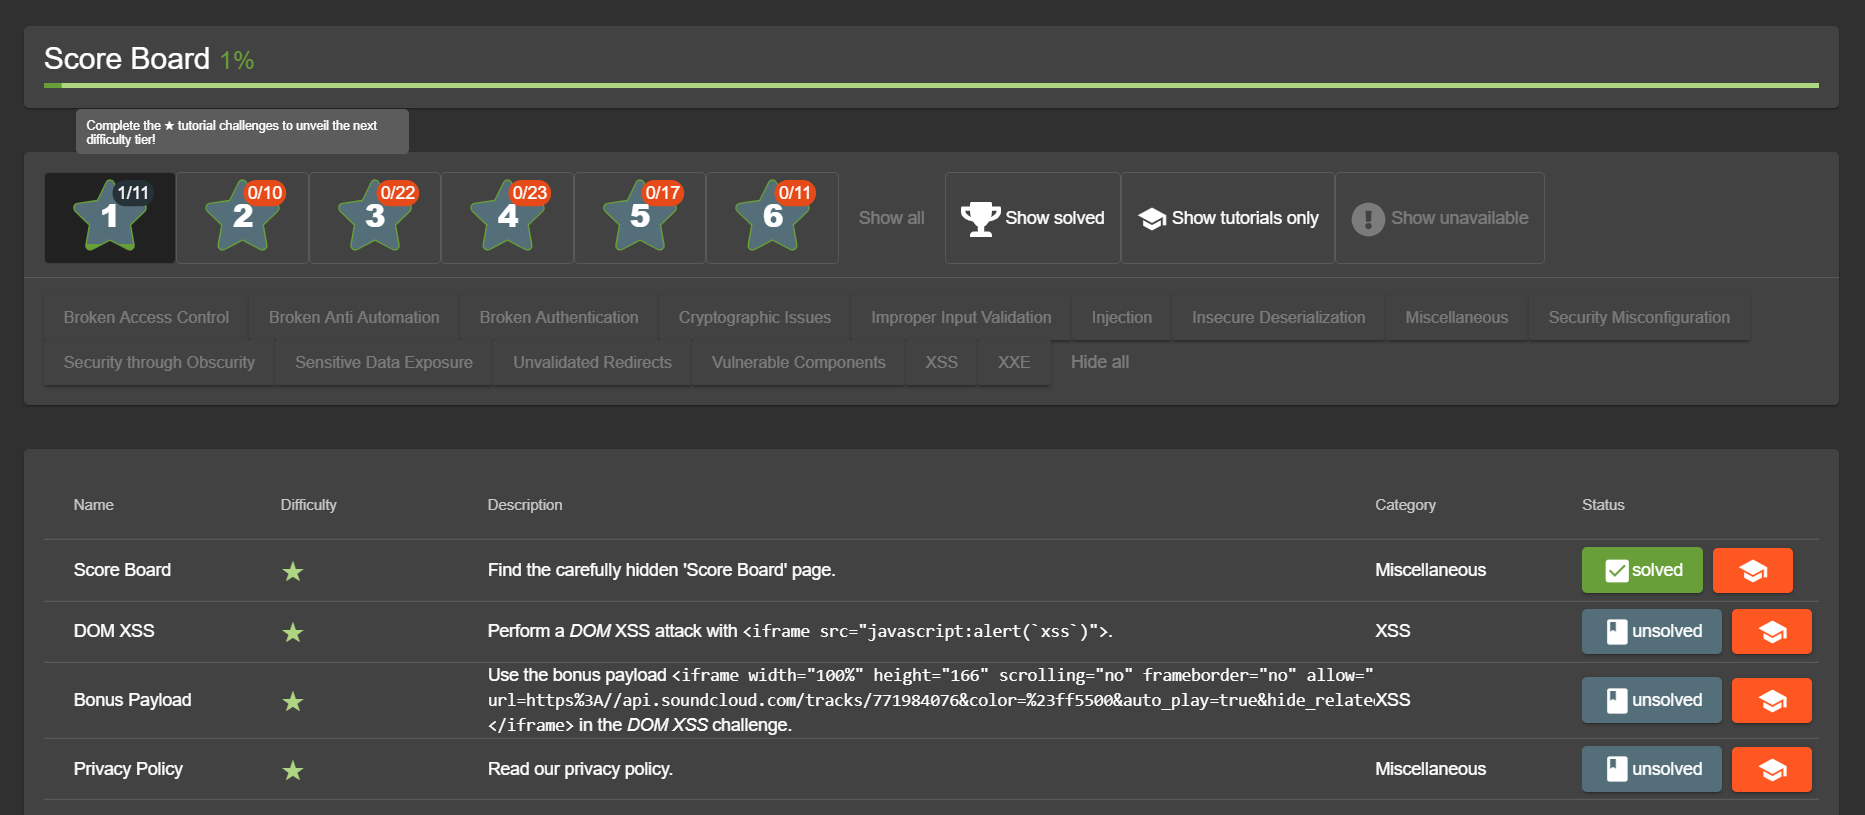 Score Board 1%
Complete the ★ tutorial challenges to unveil the next
difficulty tier!
1 1/11 2 0/10 3 0/22 4 0/23 5 0/17 6 0/11 Show all Show solved Show tutorials only Show unavailable
Broken Access Control Broken Anti Automation Broken Authentication Cryptographic Issues Improper Input Validation Injection Insecure Deserialization Miscellaneous Security Misconfiguration
Security through Obscurity Sensitive Data Exposure Unvalidated Redirects Vulnerable Components XSS XXE Hide all
Name Difficulty Description Category Status
Score Board Find the carefully hidden 'Score Board' page. Miscellaneous solved
DOM XSS Perform a DOM XSS attack with <iframe src="javascript:alert(`xss`)">. XSS unsolved
Use the bonus payload <iframe width="100%" height="166" scrolling="no" frameborder="no" allow="
Bonus Payload url=https%3A//api.soundcloud.com/tracks/771984076&color=%23ff5500&auto_play=true&hide_relate XSS unsolved
</iframe> in the DOM XSS challenge.
Privacy Policy Read our privacy policy. Miscellaneous unsolved